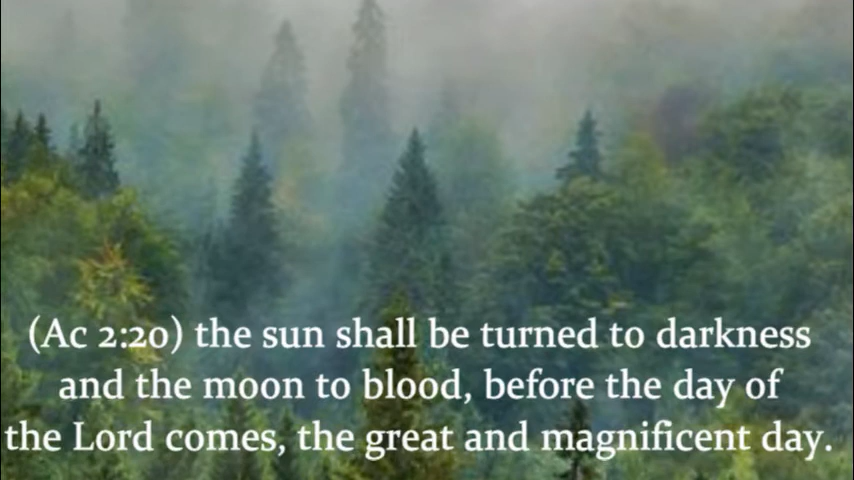 (Ac 2:20) the sun shall be turned to darkness
and the moon to blood, before the day of
the Lord comes, the great and magnificent day.